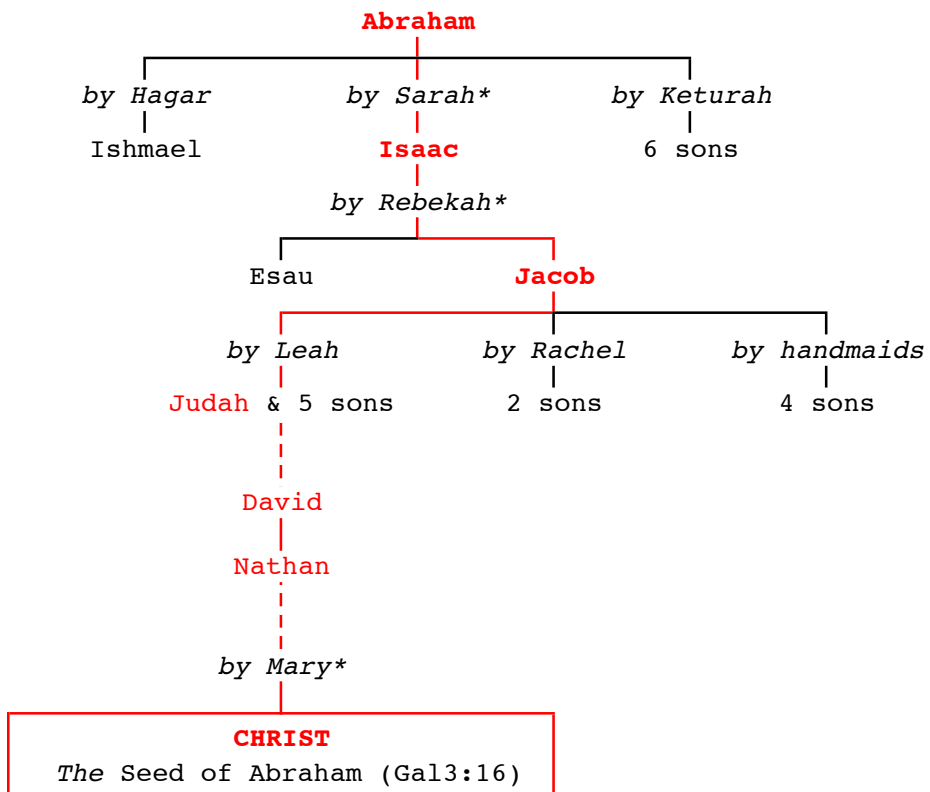 Abraham
by Hagar by Sarah* by Keturah
Ishmael Isaac 6 sons
by Rebekah*
Esau Jacob
by Leah by Rachel by handmaids
Judah & 5 sons 2 sons 4 sons
David
Nathan
by Mary*
CHRIST
The Seed of Abraham (Gal3:16)